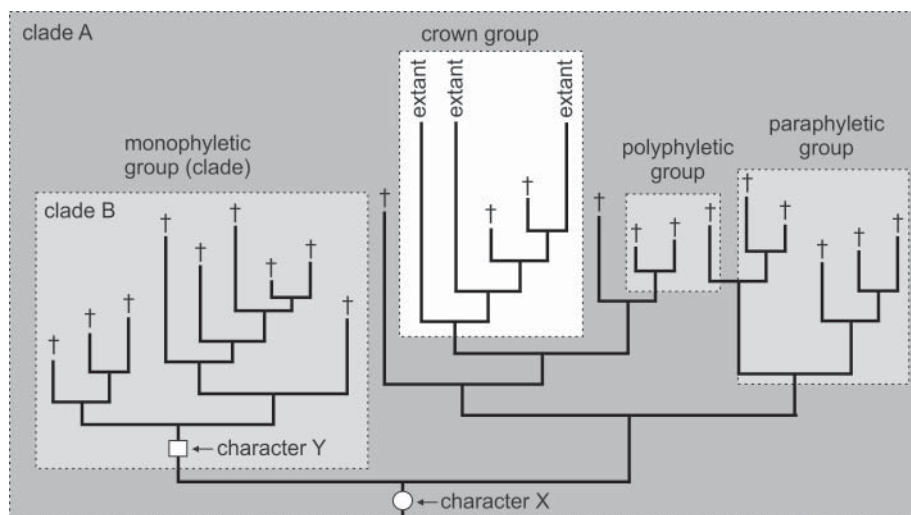 clade A
crown group
extant
extant
extant
monophyletic
group (clade)
polyphyletic
group
paraphyletic
group
clade B
† † † † † † † † †
†
† †
† † †
† † † † † †
character Y
character X